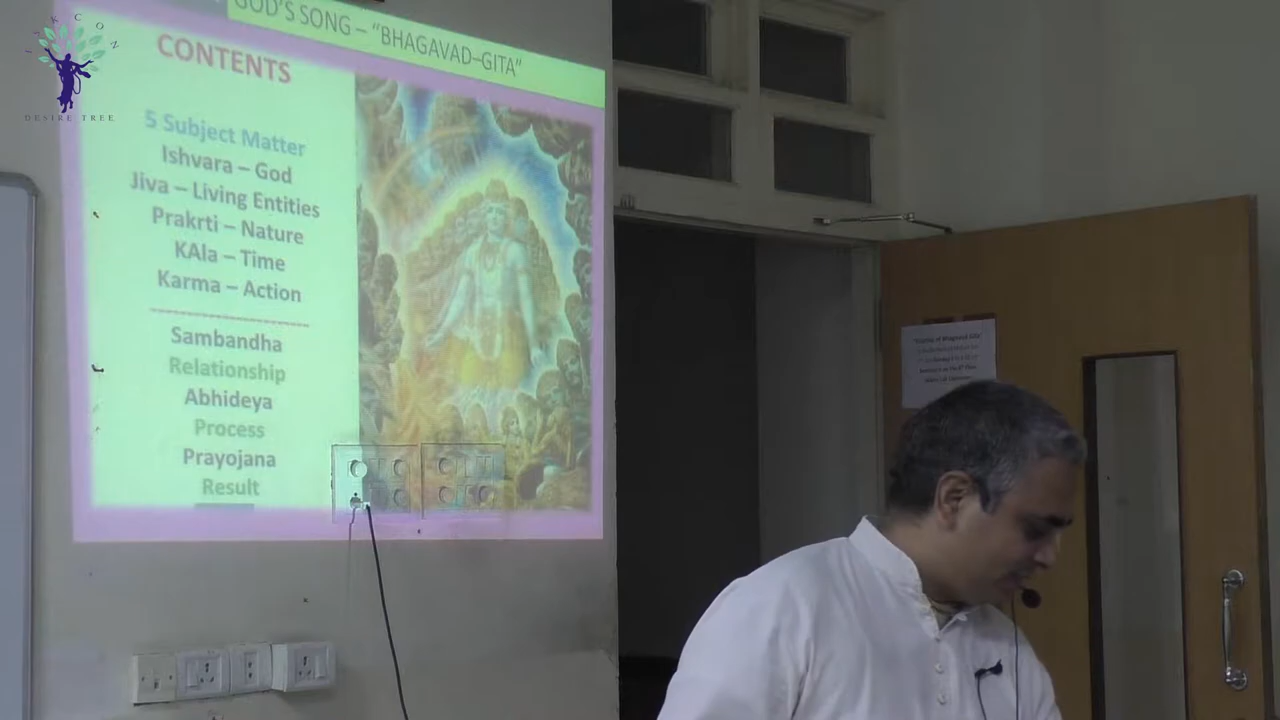 ISKCON
DESIRE TREE
GOD'S SONG – "BHAGAVAD–GITA"
CONTENTS
5 Subject Matter
Ishvara – God
Jiva – Living Entities
Prakrti – Nature
KAla – Time
Karma – Action
Sambandha
Relationship
Abhideya
Process
Prayojana
Result